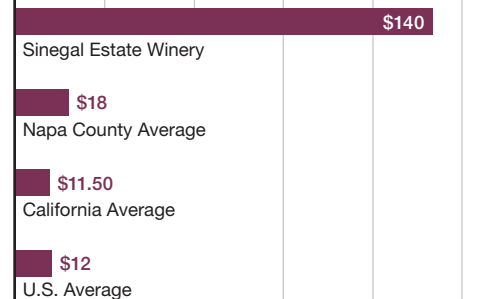 $140
Sinegal Estate Winery
$18
Napa County Average
$11.50
California Average
$12
U.S. Average